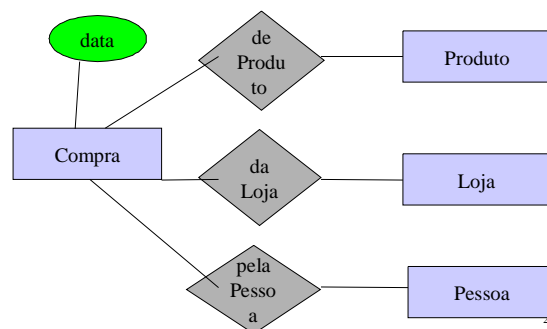 data
de
Produ
to
Produto
Compra
da
Loja
Loja
pela
Pesso
a
Pessoa